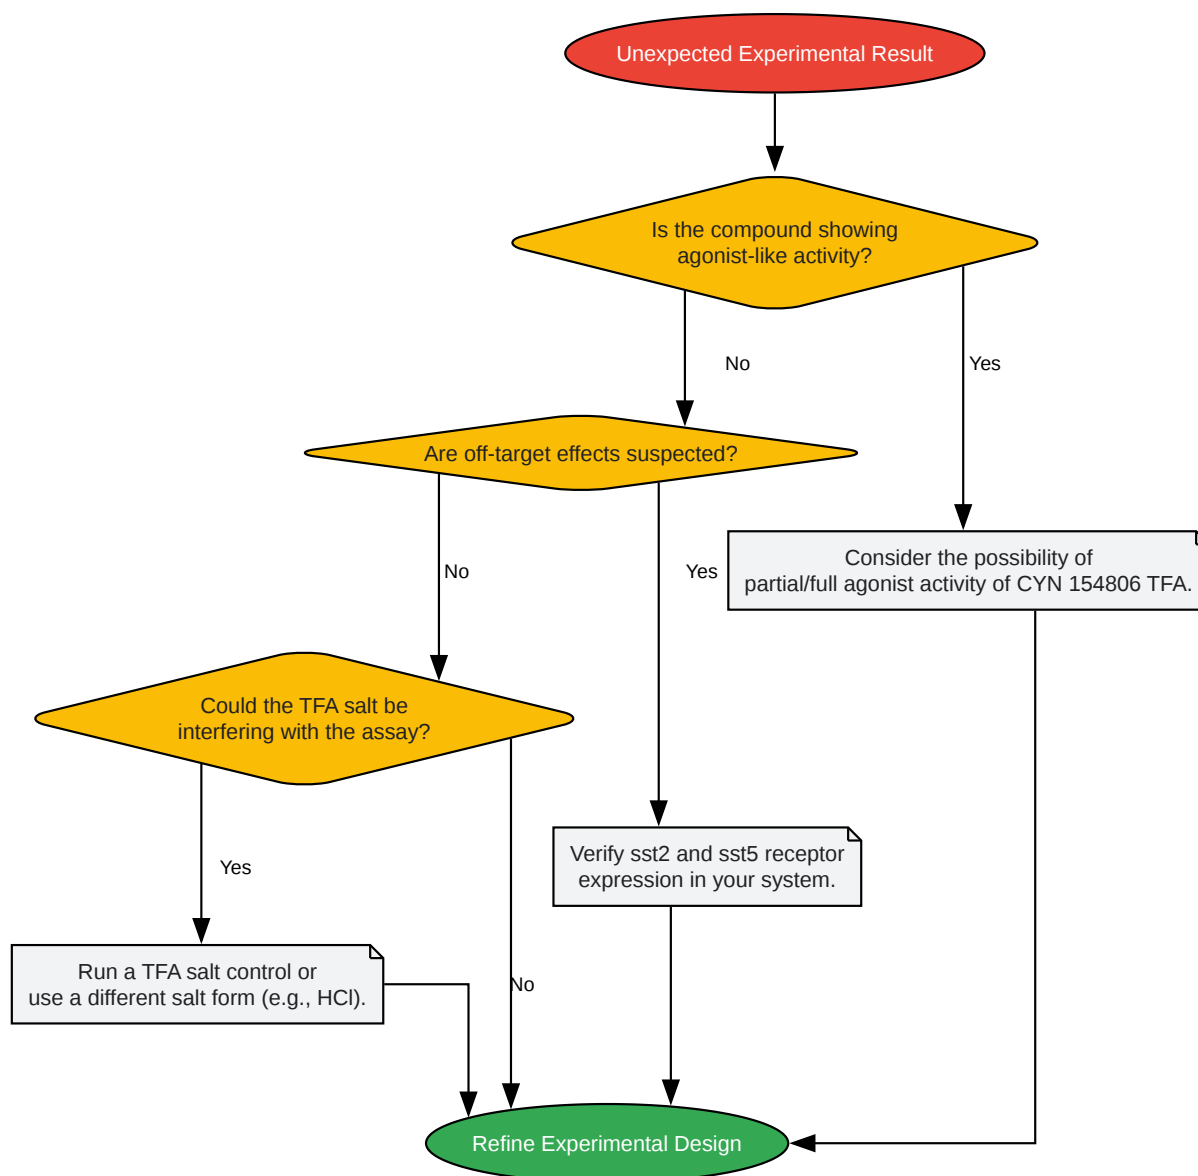 Unexpected Experimental Result
Is the compound showing
agonist-like activity?
No
Yes
Are off-target effects suspected?
Consider the possibility of
partial/full agonist activity of CYN 154806 TFA.
No
Yes
Could the TFA salt be
interfering with the assay?
Verify sst2 and sst5 receptor
expression in your system.
Yes
Run a TFA salt control or
use a different salt form (e.g., HCl).
No
Refine Experimental Design